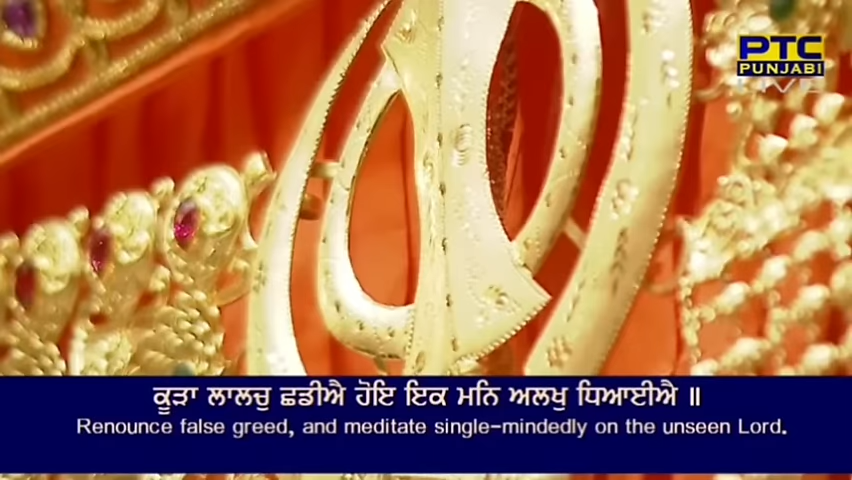 PTC
PUNJABI
LIVE
ਕੂੜਾ ਲਾਲਚੁ ਛਡੀਐ ਹੋਇ ਇਕ ਮਨਿ ਅਲਖੁ ਧਿਆਈਐ ॥
Renounce false greed, and meditate single-mindedly on the unseen Lord.